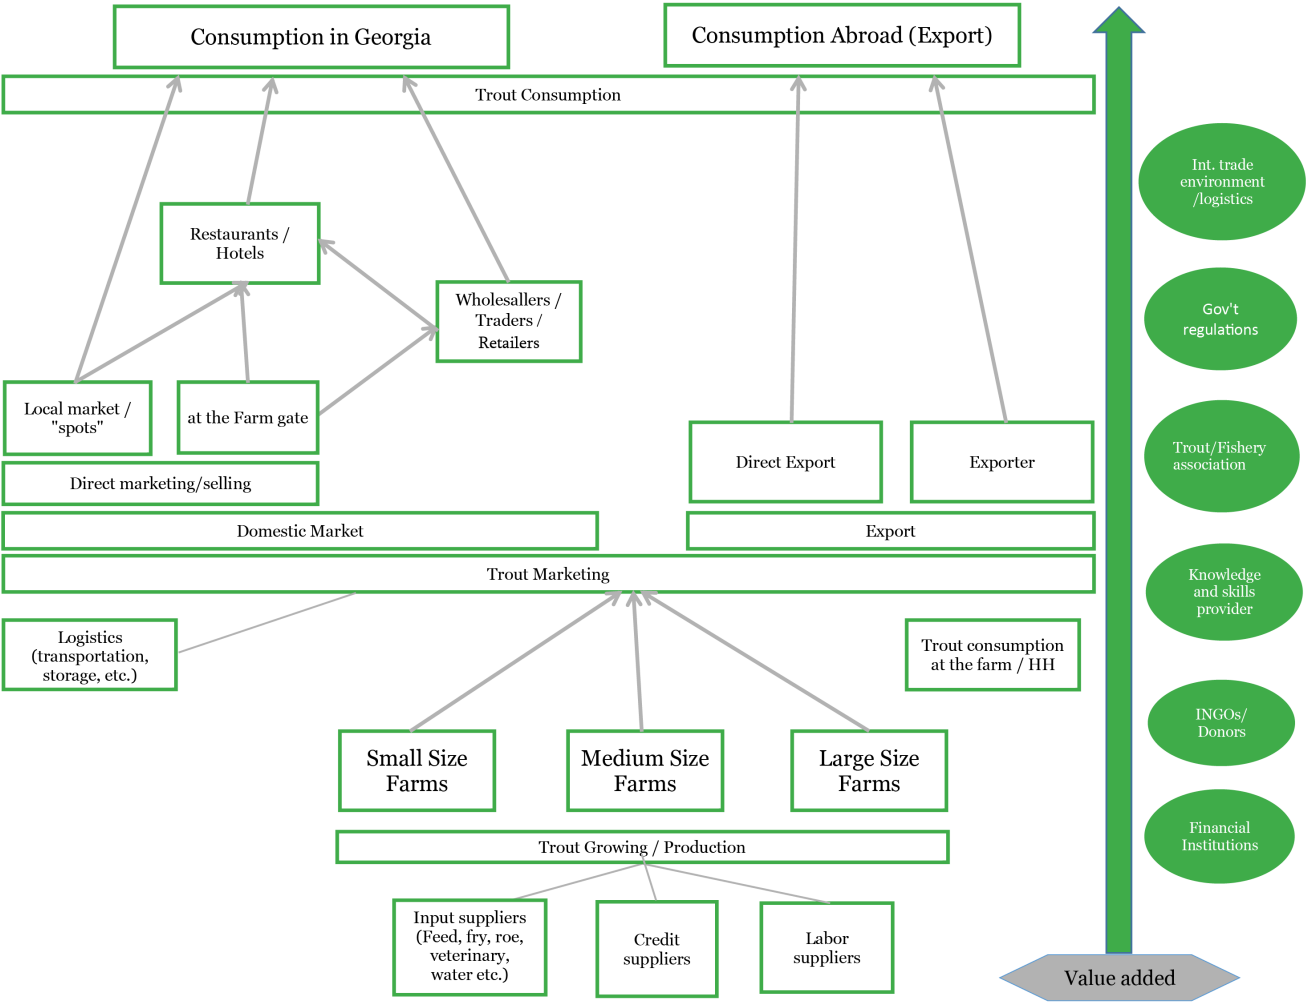 Consumption in Georgia
Consumption Abroad (Export)
Trout Consumption
Int. trade
environment
/logistics
Restaurants /
Hotels
Wholesallers /
Traders /
Retailers
Gov't
regulations
Local market /
"spots"
at the Farm gate
Direct Export
Exporter
Trout/Fishery
association
Direct marketing/selling
Domestic Market
Export
Trout Marketing
Knowledge
and skills
provider
Logistics
(transportation,
storage, etc.)
Trout consumption
at the farm / HH
INGOs/
Donors
Small Size
Farms
Medium Size
Farms
Large Size
Farms
Financial
Institutions
Trout Growing / Production
Input suppliers
(Feed, fry, roe,
veterinary,
water etc.)
Credit
suppliers
Labor
suppliers
Value added